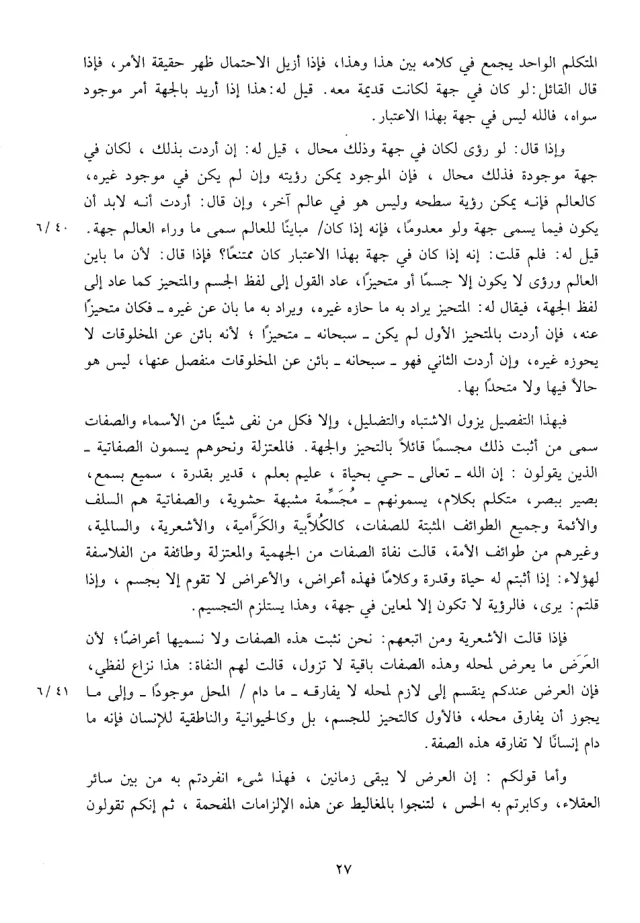 المتكلم الواحد يجمع في كلامه بين هذا وهذا، فإذا أزيل الاحتمال ظهر حقيقة الأمر، فإذا
قال القائل: لو كان في جهة لكانت قديمة معه. قيل له: هذا إذا أريد بالجهة أمر موجود
سواه، فالله ليس في جهة بهذا الاعتبار.
وإذا قال: لو رؤى لكان في جهة وذلك محال ، قيل له: إن أردت بذلك ، لكان في
جهة موجودة فذلك محال ، فإن الموجود يمكن رؤيته وإن لم يكن في موجود غيره،
كالعالم فإنه يمكن رؤية سطحه وليس هو في عالم آخر، وإن قال: أردت أنه لابد أن
يكون فيما يسمى جهة ولو معدومًا، فإنه إذا كان/ مباينًا للعالم سمى ما وراء العالم جهة. ٦/٤٠
قيل له: فلم قلت: إنه إذا كان في جهة بهذا الاعتبار كان ممتنعًا؟ فإذا قال: لأن ما باين
العالم ورؤى لا يكون إلا جسمًا أو متحيزًا، عاد القول إلى لفظ الجسم والمتحيز كما عاد إلى
لفظ الجهة، فيقال له: المتحيز يراد به ما حازه غيره، ويراد به ما بان عن غيره ـ فكان متحيزًا
عنه، فإن أردت بالمتحيز الأول لم يكن ـ سبحانه ـ متحيزًا ؛ لأنه بائن عن المخلوقات لا
يحوزه غيره، وإن أردت الثاني فهو ـ سبحانه ـ بائن عن المخلوقات منفصل عنها، ليس هو
حالاً فيها ولا متحدًا بها.
فبهذا التفصيل يزول الاشتباه والتضليل، وإلا فكل من نفى شيئًا من الأسماء والصفات
سمى من أثبت ذلك مجسمًا قائلاً بالتحيز والجهة. فالمعتزلة ونحوهم يسمون الصفاتية ـ
الذين يقولون : إن الله ـ تعالى ـ حي بحياة ، عليم بعلم ، قدير بقدرة ، سميع بسمع،
بصير ببصر، متكلم بكلام، يسمونهم ـ مُجَسِّمة مشبهة حشوية، والصفاتية هم السلف
والأئمة وجميع الطوائف المثبتة للصفات، كالكُلاَّبية والكَرَّامية، والأشعرية، والسالمية،
وغيرهم من طوائف الأمة، قالت نفاة الصفات من الجهمية والمعتزلة وطائفة من الفلاسفة
لهؤلاء: إذا أثبتم له حياة وقدرة وكلامًا فهذه أعراض، والأعراض لا تقوم إلا بجسم ، وإذا
قلتم: يرى، فالرؤية لا تكون إلا لمعاين في جهة، وهذا يستلزم التجسيم.
فإذا قالت الأشعرية ومن اتبعهم: نحن نثبت هذه الصفات ولا نسميها أعراضًا؛ لأن
العَرَض ما يعرض لمحله وهذه الصفات باقية لا تزول، قالت لهم النفاة: هذا نزاع لفظي،
فإن العرض عندكم ينقسم إلى لازم لمحله لا يفارقه ـ ما دام / المحل موجودًا ـ وإلى ما ٦/٤١
يجوز أن يفارق محله، فالأول كالتحيز للجسم، بل وكالحيوانية والناطقية للإنسان فإنه ما
دام إنسانًا لا تفارقه هذه الصفة.
وأما قولكم : إن العرض لا يبقى زمانين ، فهذا شىء انفردتم به من بين سائر
العقلاء، وكابرتم به الحس ، لتنجوا بالمغاليط عن هذه الإلزامات المفحمة ، ثم إنكم تقولون
٢٧